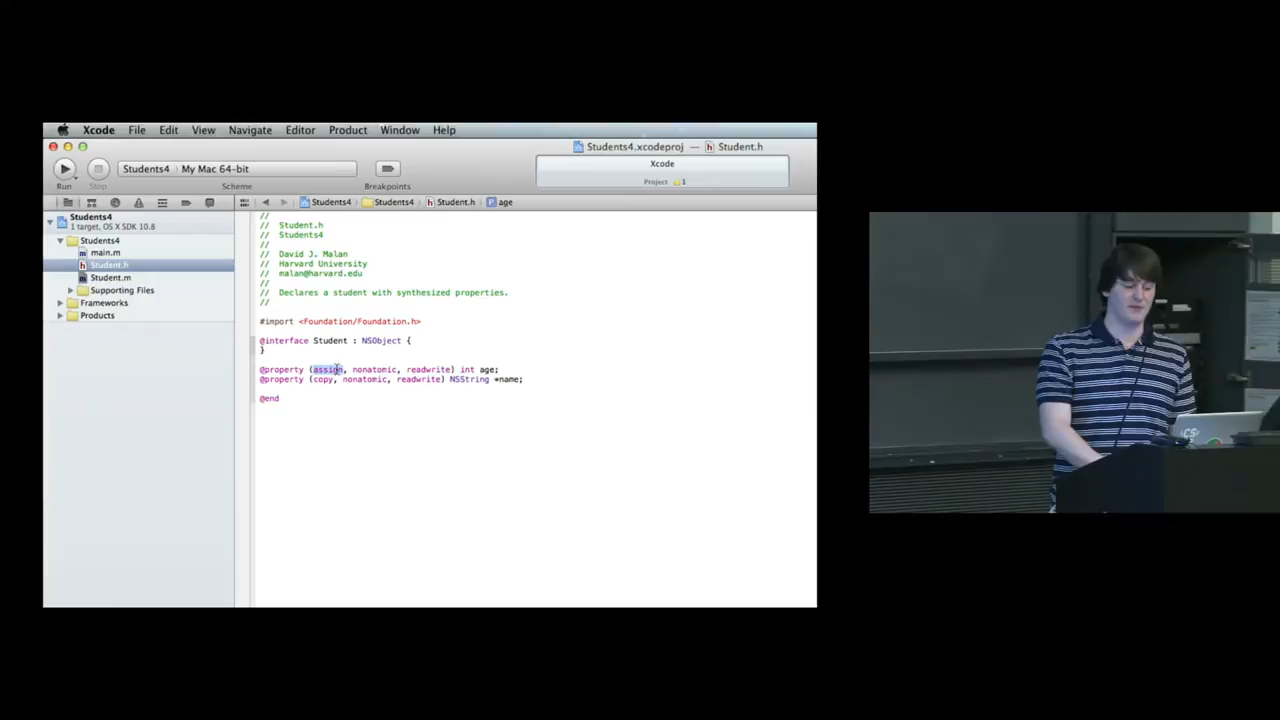 Xcode File Edit View Navigate Editor Product Window Help
Students4.xcodeproj — Student.h
Students4 › My Mac 64-bit
Xcode
Project 1
Run Stop Scheme Breakpoints
Students4 Students4 Student.h age
Students4
1 target, OS X SDK 10.8
Students4
main.m
Student.h
Student.m
Supporting Files
Frameworks
Products
//
// Student.h
// Students4
//
// David J. Malan
// Harvard University
// malan@harvard.edu
//
// Declares a student with synthesized properties.
//
#import <Foundation/Foundation.h>
@interface Student : NSObject {
}
@property (assign, nonatomic, readwrite) int age;
@property (copy, nonatomic, readwrite) NSString *name;
@end
CS